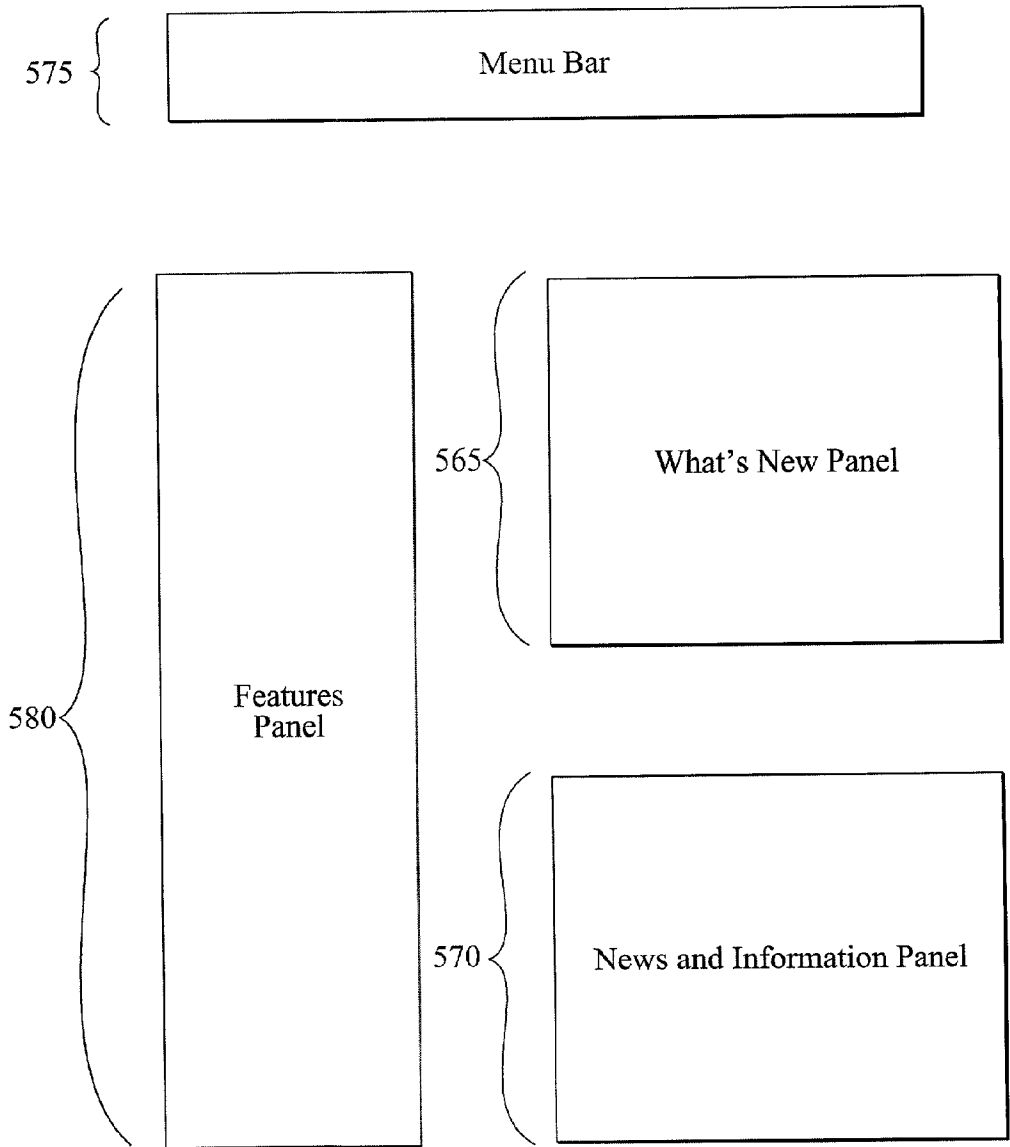 575
Menu Bar
565
What's New Panel
580
Features
Panel
570
News and Information Panel